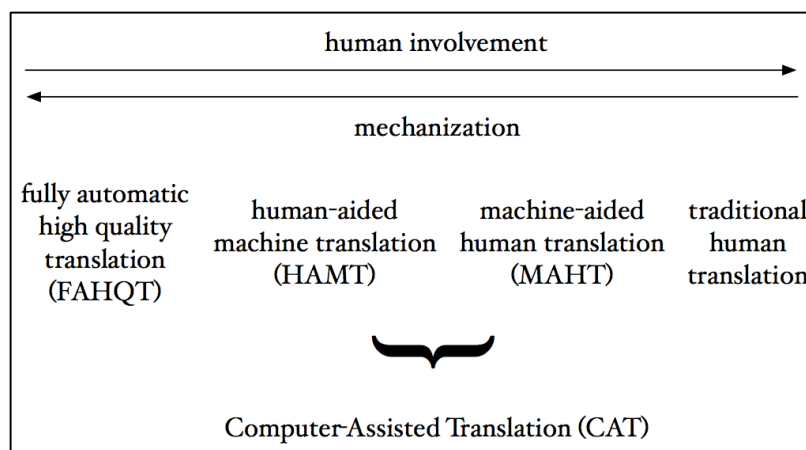 human involvement
mechanization
fully automatic
high quality
translation
(FAHQT)
human-aided
machine translation
(HAMT)
machine-aided
human translation
(MAHT)
traditional
human
translation
Computer-Assisted Translation (CAT)